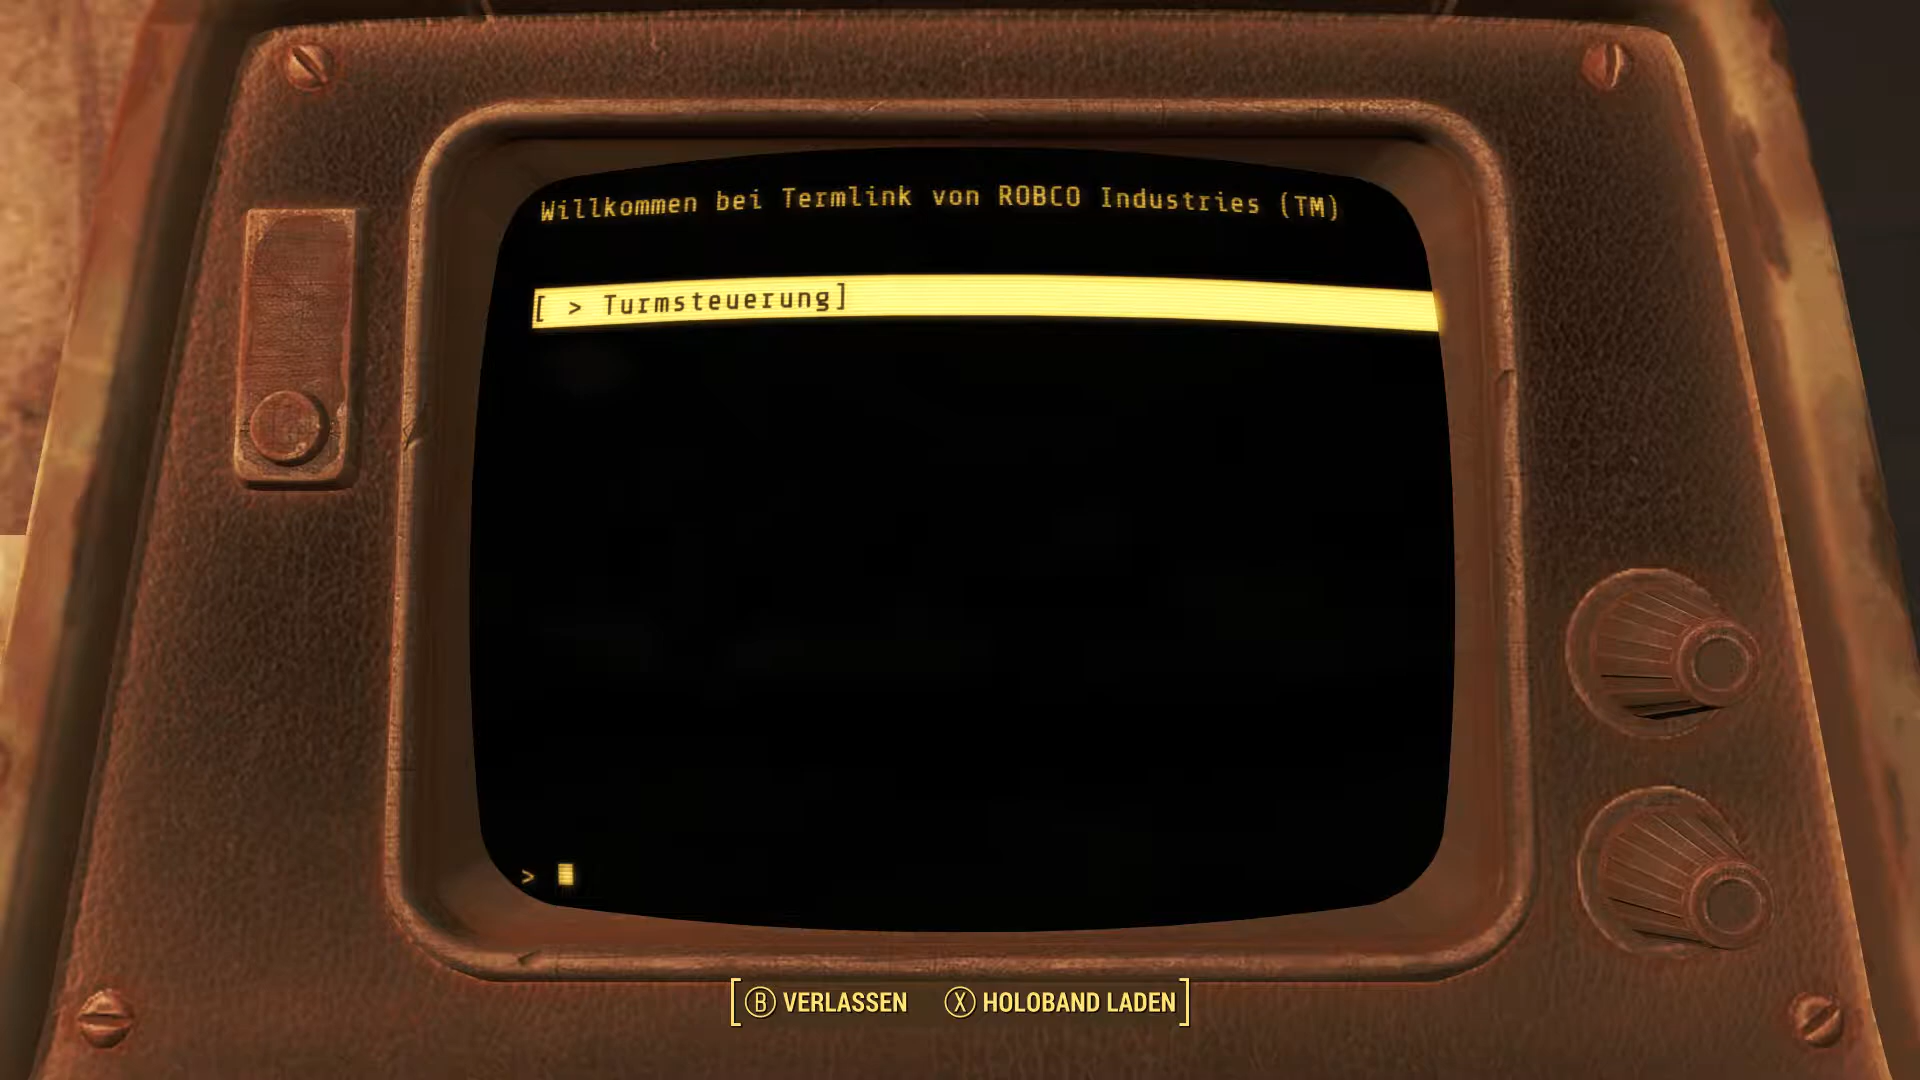 Willkommen bei Termlink von ROBCO Industries (TM)
[ > Turmsteuerung]
>
[Ⓑ VERLASSEN Ⓧ HOLOBAND LADEN]